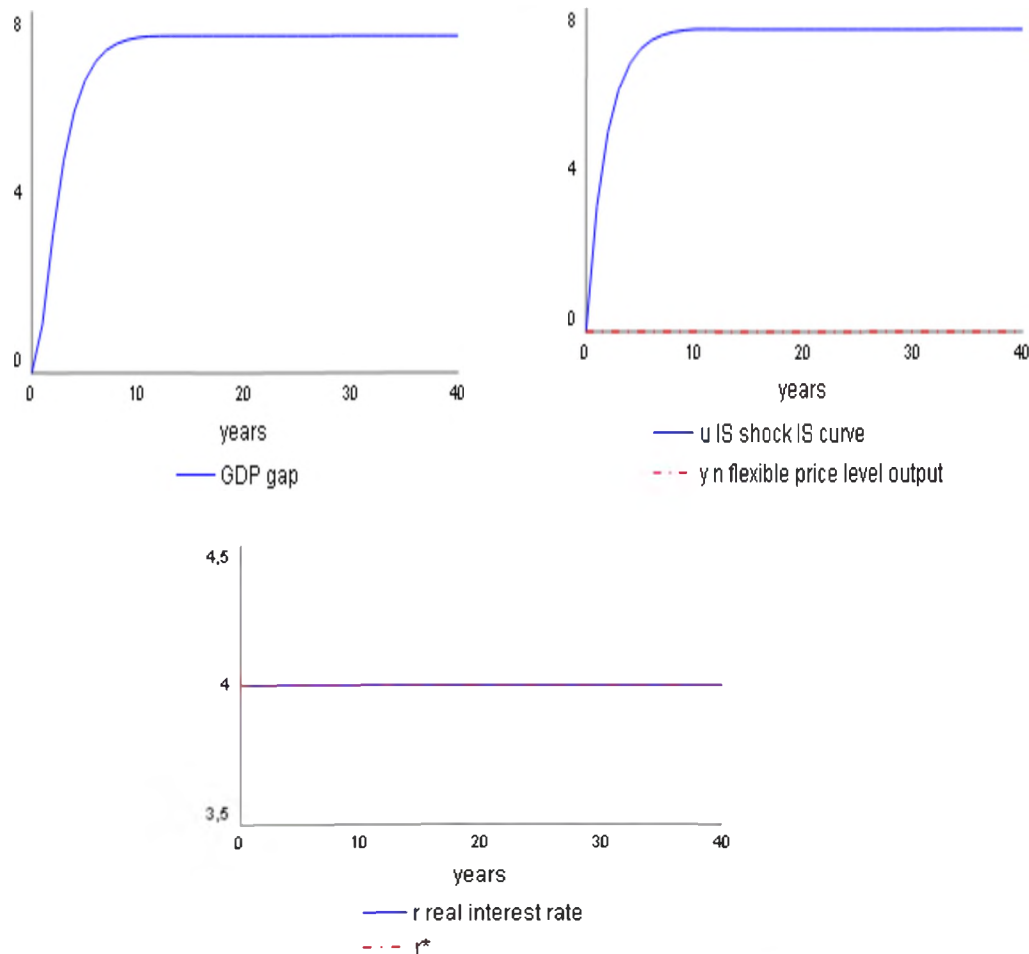 8
4
0
0 10 20 30 40
years
GDP gap
8
4
0
0 10 20 30 40
years
u IS shock IS curve
y n flexible price level output
4,5
4
3,5
0 10 20 30 40
years
r real interest rate
r*